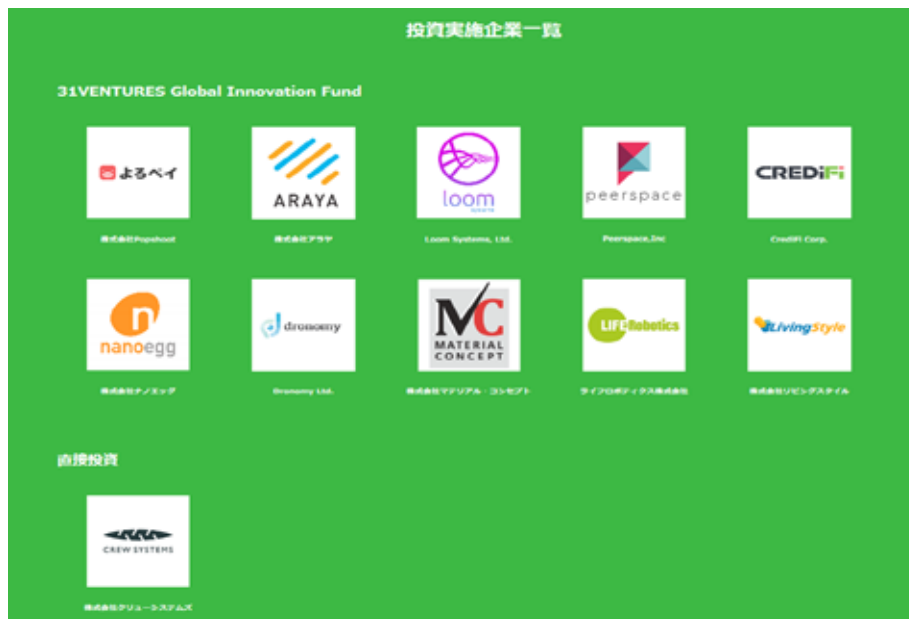 投資実施企業一覧
31VENTURES Global Innovation Fund
よるペイ
ARAYA
loom
systems
peerspace
CREDiFi
株式会社Popshoot
株式会社アラヤ
Loom Systems, Ltd.
Peerspace,Inc
CrediFi Corp.
nanoegg
dronomy
MC
MATERIAL
CONCEPT
LIFE Robotics
LivingStyle
株式会社ナノエッグ
Dronomy Ltd.
株式会社マテリアル・コンセプト
ライフロボティクス株式会社
株式会社リビングスタイル
直接投資
CREW SYSTEMS
株式会社クリューシステムズ